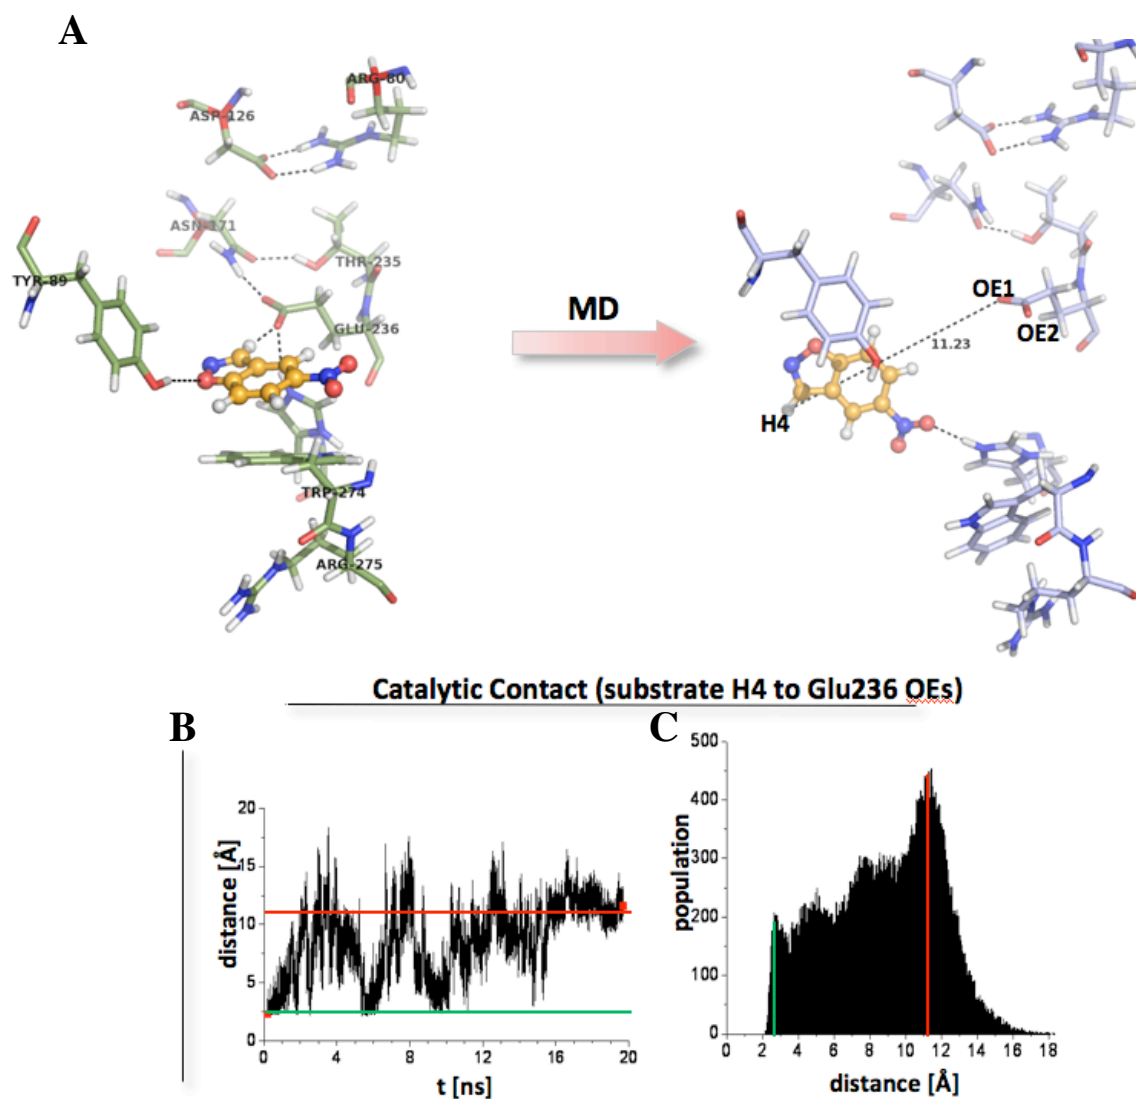 A
ARG-80
ASP-126
ASN-171
THR-235
TYR-89
GLU-236
TRP-274
ARG-275
MD
OE1
OE2
11.23
H4
Catalytic Contact (substrate H4 to Glu236 OEs)
B
distance [Å]
20
15
10
5
0
0 4 8 12 16 20
t [ns]
C
population
500
400
300
200
100
0
0 2 4 6 8 10 12 14 16 18
distance [Å]